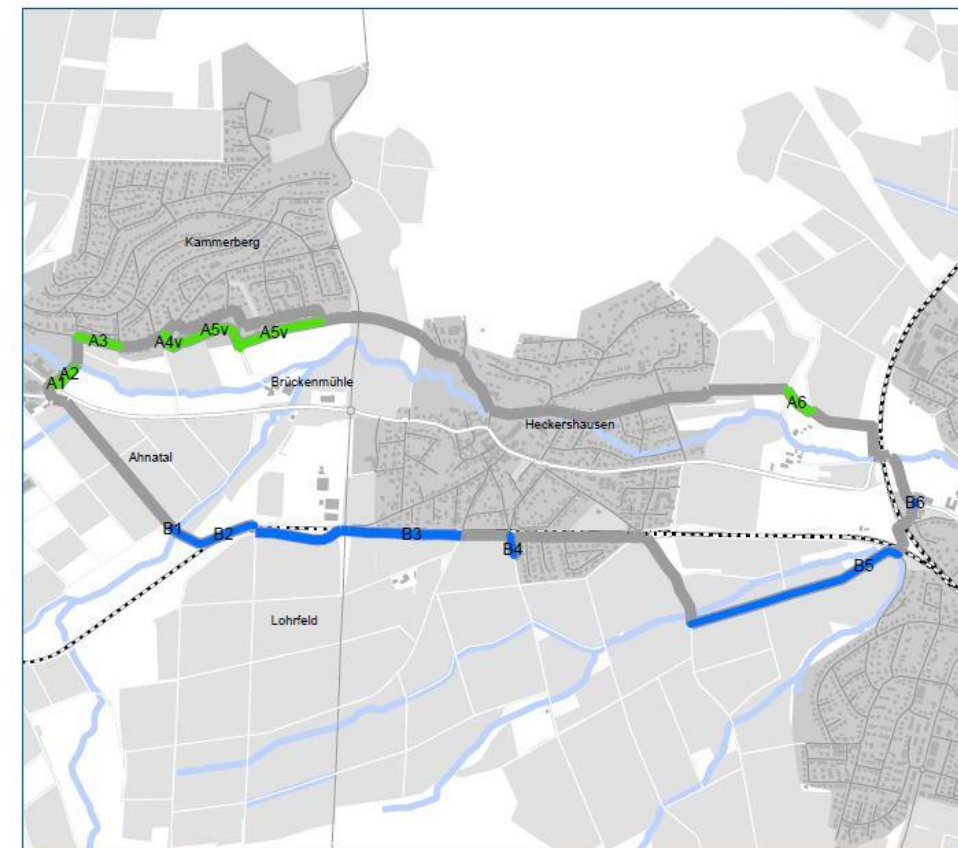 Kammerberg
A3
A4v
A5v
A5v
A2
A1
Brückenmühle
A6
Heckershausen
Ahnatal
B1
B2
B3
B4
B6
B5
Lohrfeld